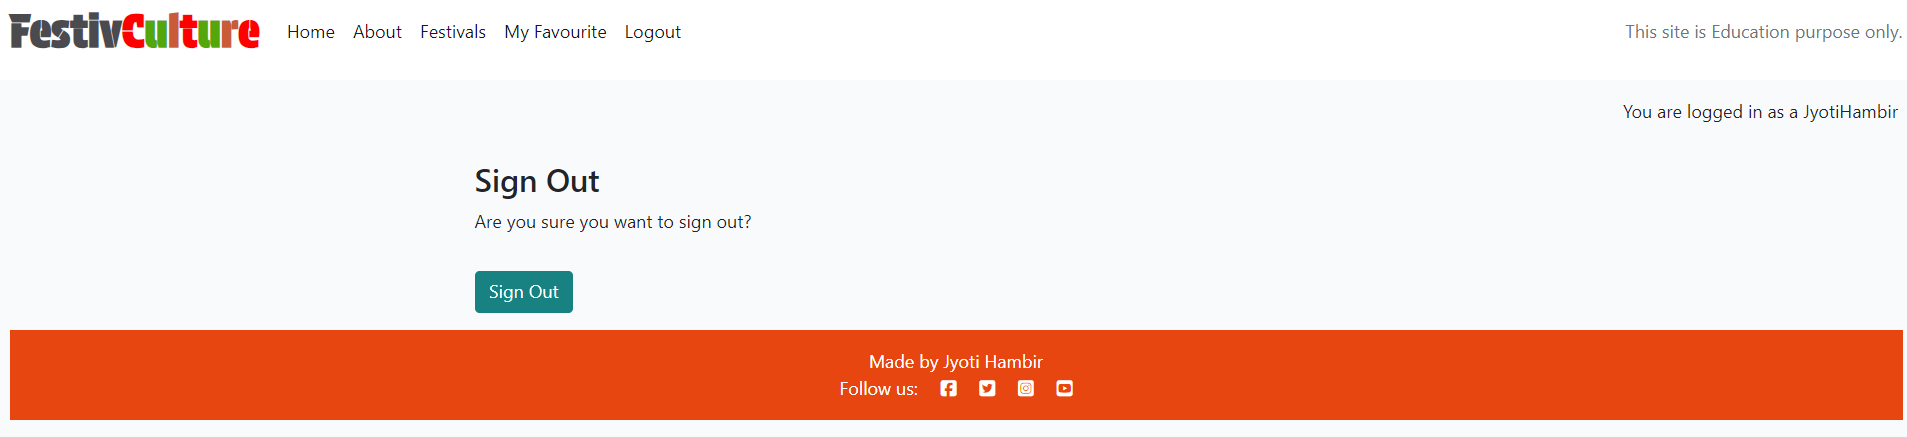 FestivCulture Home About Festivals My Favourite Logout This site is Education purpose only.
You are logged in as a JyotiHambir
Sign Out
Are you sure you want to sign out?
Sign Out
Made by Jyoti Hambir
Follow us: